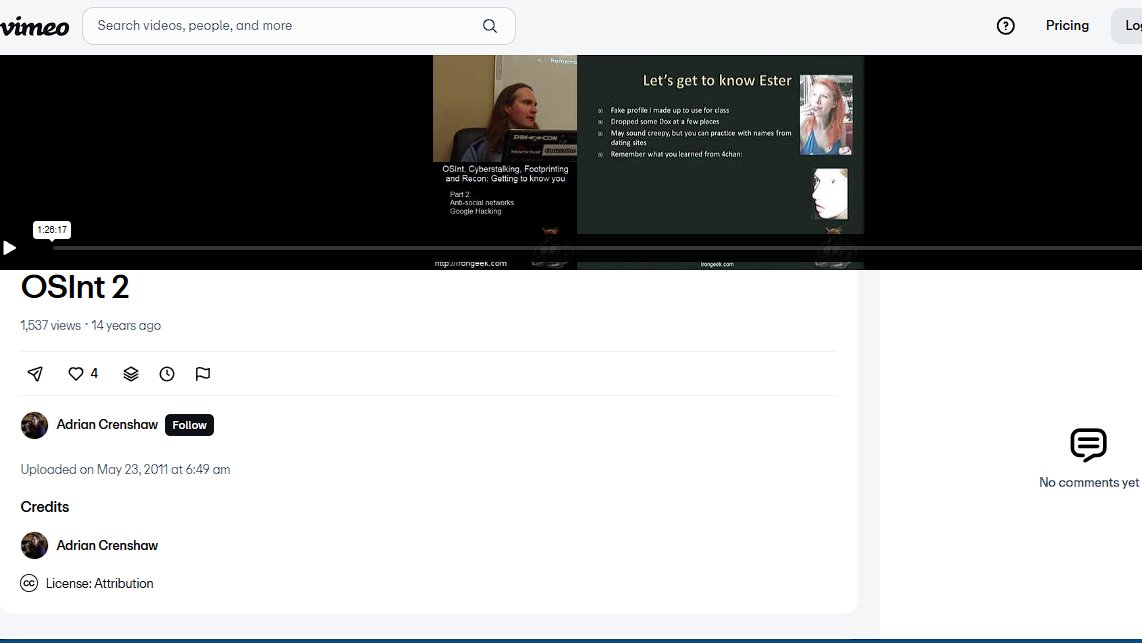 vimeo
Search videos, people, and more
Pricing
Let's get to know Ester
Fake profile I made up to use for class
Dropped some Dox at a few places
May sound creepy, but you can practice with names from
dating sites
Remember what you learned from 4chan:
SHMOOCON
OSInt, Cyberstalking, Footprinting
and Recon: Getting to know you
Part 2:
Anti-social networks
Google Hacking
1:26:17
http://Irongeek.com
Irongeek.com
OSInt 2
1,537 views · 14 years ago
4
Adrian Crenshaw
Follow
Uploaded on May 23, 2011 at 6:49 am
Credits
Adrian Crenshaw
cc License: Attribution
No comments yet